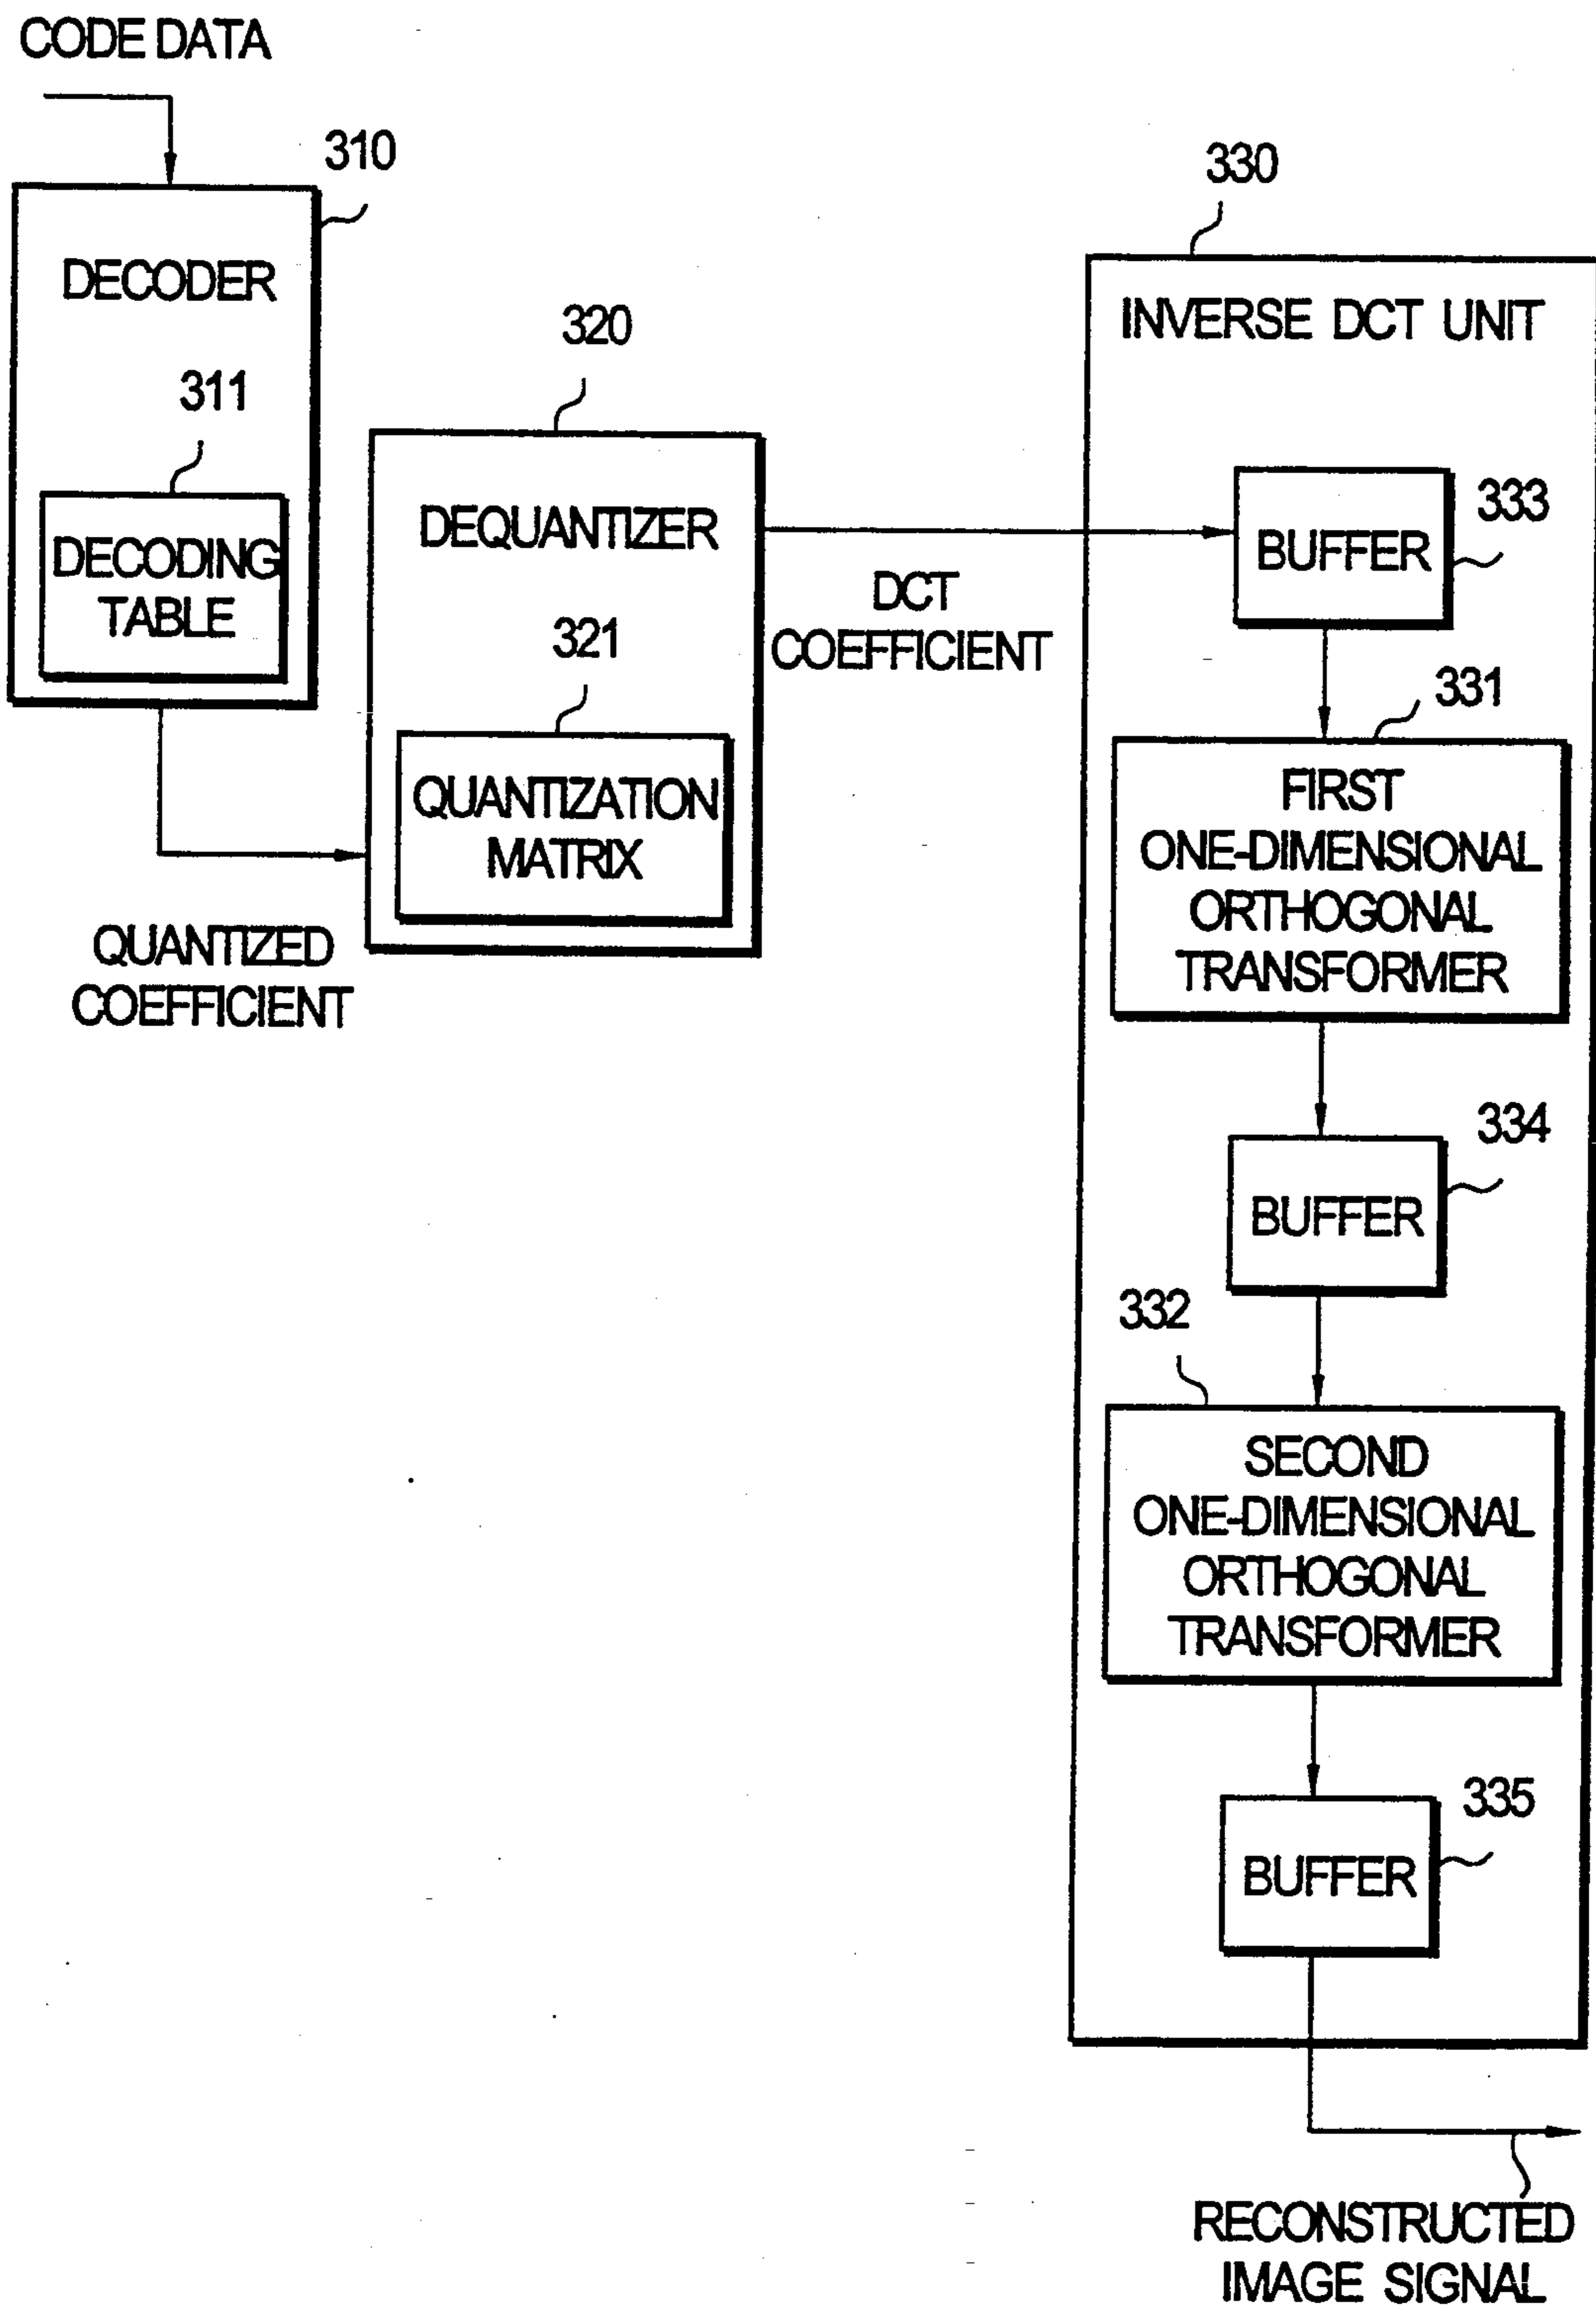 CODE DATA
310
DECODER
311
DECODING
TABLE
QUANTIZED
COEFFICIENT
320
DEQUANTIZER
321
QUANTIZATION
MATRIX
DCT
COEFFICIENT
330
INVERSE DCT UNIT
333
BUFFER
331
FIRST
ONE-DIMENSIONAL
ORTHOGONAL
TRANSFORMER
334
BUFFER
332
SECOND
ONE-DIMENSIONAL
ORTHOGONAL
TRANSFORMER
335
BUFFER
RECONSTRUCTED
IMAGE SIGNAL